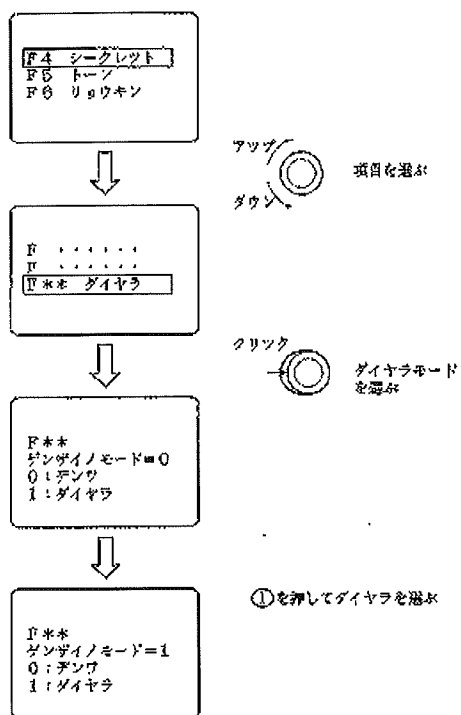 F4 シークレット
F5 トーン
F6 リョウキン
アップ
ダウン
項目を選ぶ
F ・・・・・・
F ・・・・・・
F** ダイヤラ
クリック
ダイヤラモード
を選ぶ
F**
ゲンザイノモード=0
0:デンワ
1:ダイヤラ
①を押してダイヤラを選ぶ
F**
ゲンザイノモード=1
0:デンワ
1:ダイヤラ